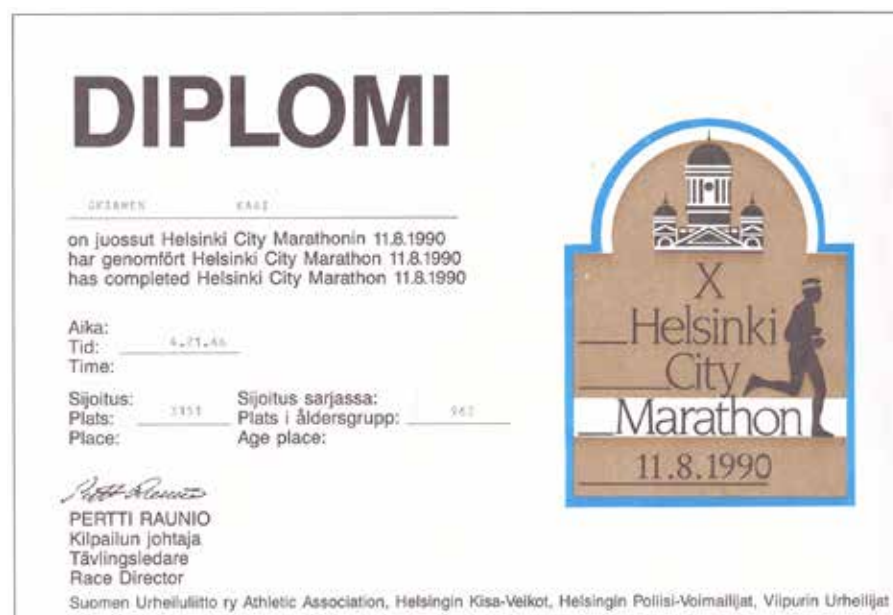 DIPLOMI
on juossut Helsinki City Marathonin 11.8.1990
har genomfört Helsinki City Marathon 11.8.1990
has completed Helsinki City Marathon 11.8.1990
Aika:
Tid:
Time:
Sijoitus: Sijoitus sarjassa:
Plats: Plats i åldersgrupp:
Place: Age place:
PERTTI RAUNIO
Kilpailun johtaja
Tävlingsledare
Race Director
Suomen Urheiluliitto ry Athletic Association, Helsingin Kisa-Veikot, Helsingin Poliisi-Voimailijat, Viipurin Urheilijat
X
Helsinki
City
Marathon
11.8.1990